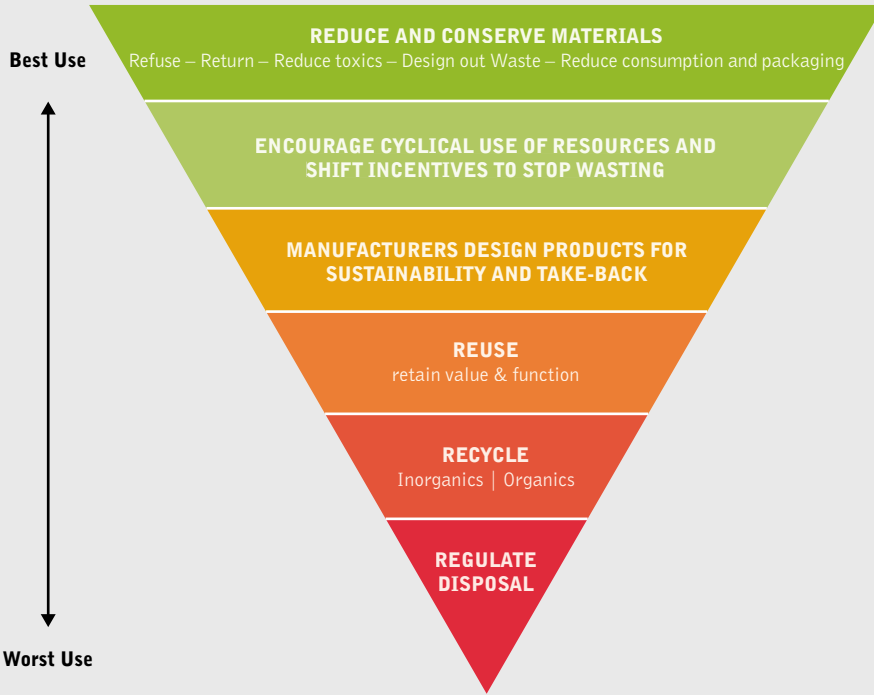 REDUCE AND CONSERVE MATERIALS
Best Use
Refuse – Return – Reduce toxics – Design out Waste – Reduce consumption and packaging
ENCOURAGE CYCLICAL USE OF RESOURCES AND
SHIFT INCENTIVES TO STOP WASTING
MANUFACTURERS DESIGN PRODUCTS FOR
SUSTAINABILITY AND TAKE-BACK
REUSE
retain value & function
RECYCLE
Inorganics | Organics
REGULATE
DISPOSAL
Worst Use